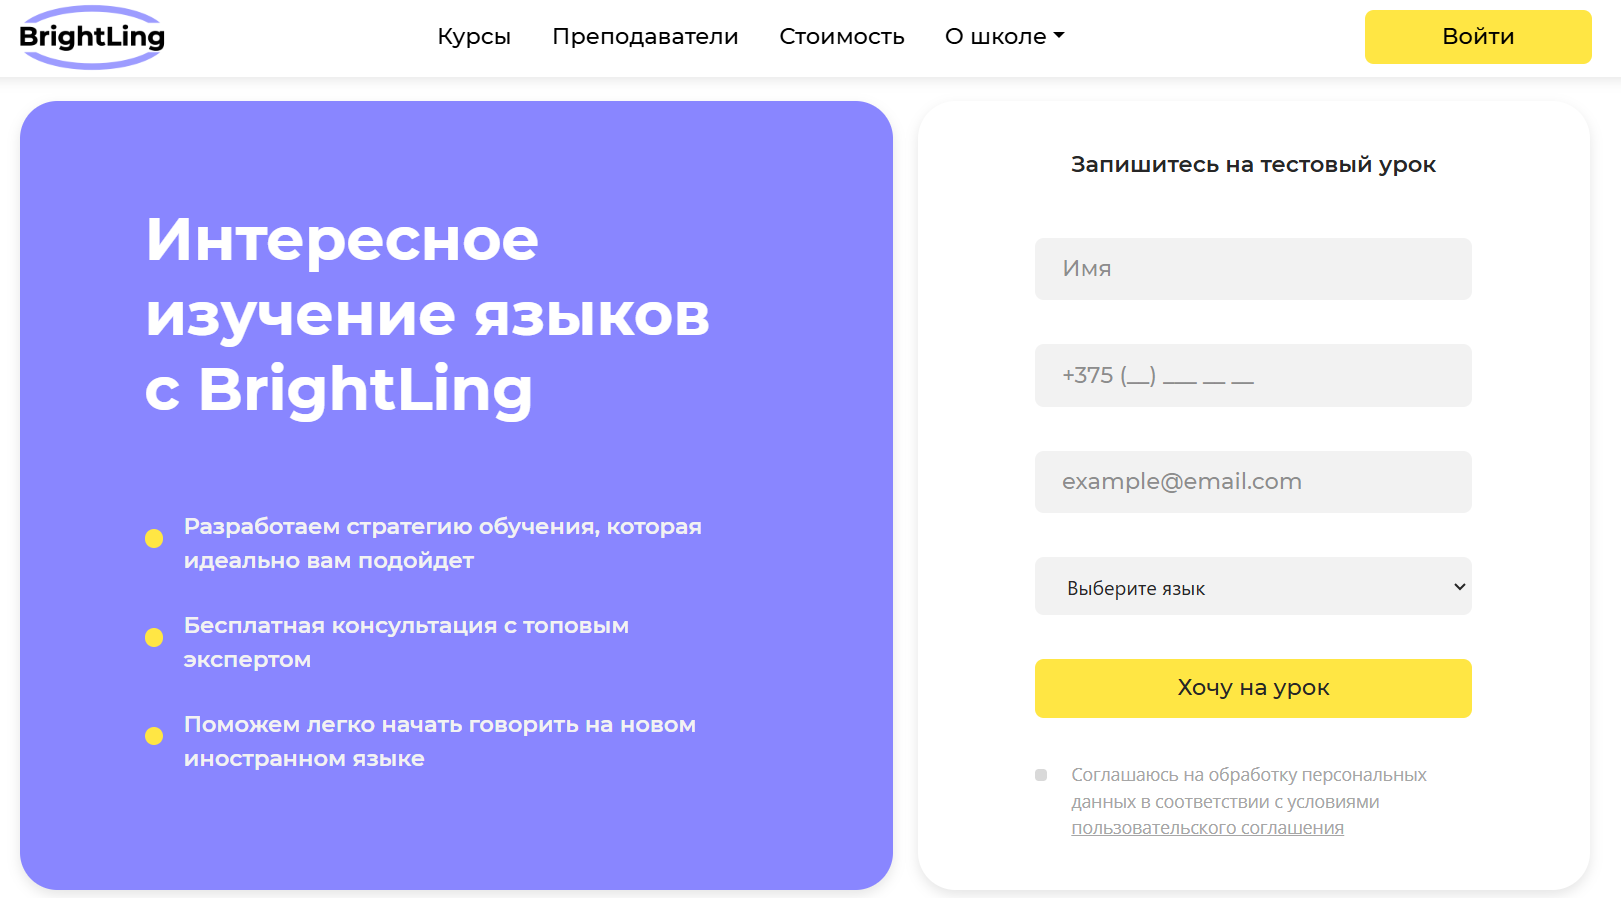 BrightLing
Курсы Преподаватели Стоимость О школе
Войти
Интересное
изучение языков
с BrightLing
Разработаем стратегию обучения, которая
идеально вам подойдет
Бесплатная консультация с топовым
экспертом
Поможем легко начать говорить на новом
иностранном языке
Запишитесь на тестовый урок
Имя
+375 (__) ___ __ __
example@email.com
Выберите язык
Хочу на урок
Соглашаюсь на обработку персональных
данных в соответствии с условиями
пользовательского соглашения